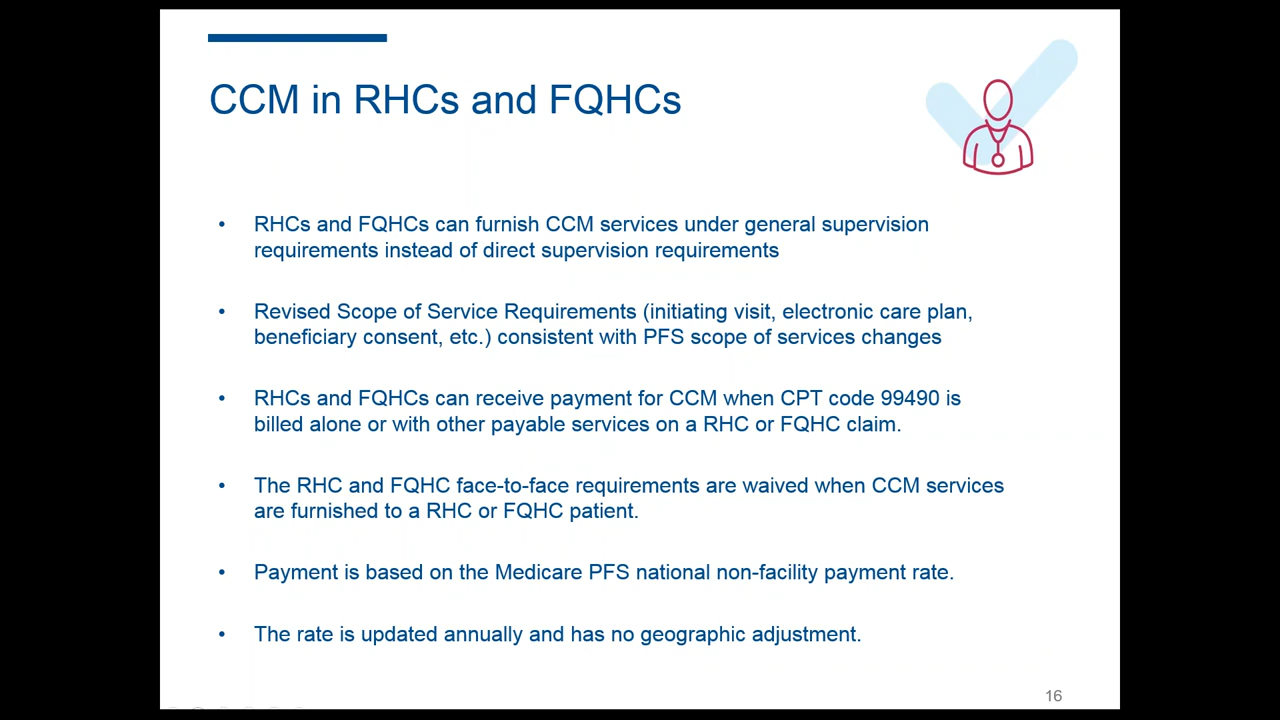 CCM in RHCs and FQHCs
• RHCs and FQHCs can furnish CCM services under general supervision
requirements instead of direct supervision requirements
• Revised Scope of Service Requirements (initiating visit, electronic care plan,
beneficiary consent, etc.) consistent with PFS scope of services changes
• RHCs and FQHCs can receive payment for CCM when CPT code 99490 is
billed alone or with other payable services on a RHC or FQHC claim.
• The RHC and FQHC face-to-face requirements are waived when CCM services
are furnished to a RHC or FQHC patient.
• Payment is based on the Medicare PFS national non-facility payment rate.
• The rate is updated annually and has no geographic adjustment.
16